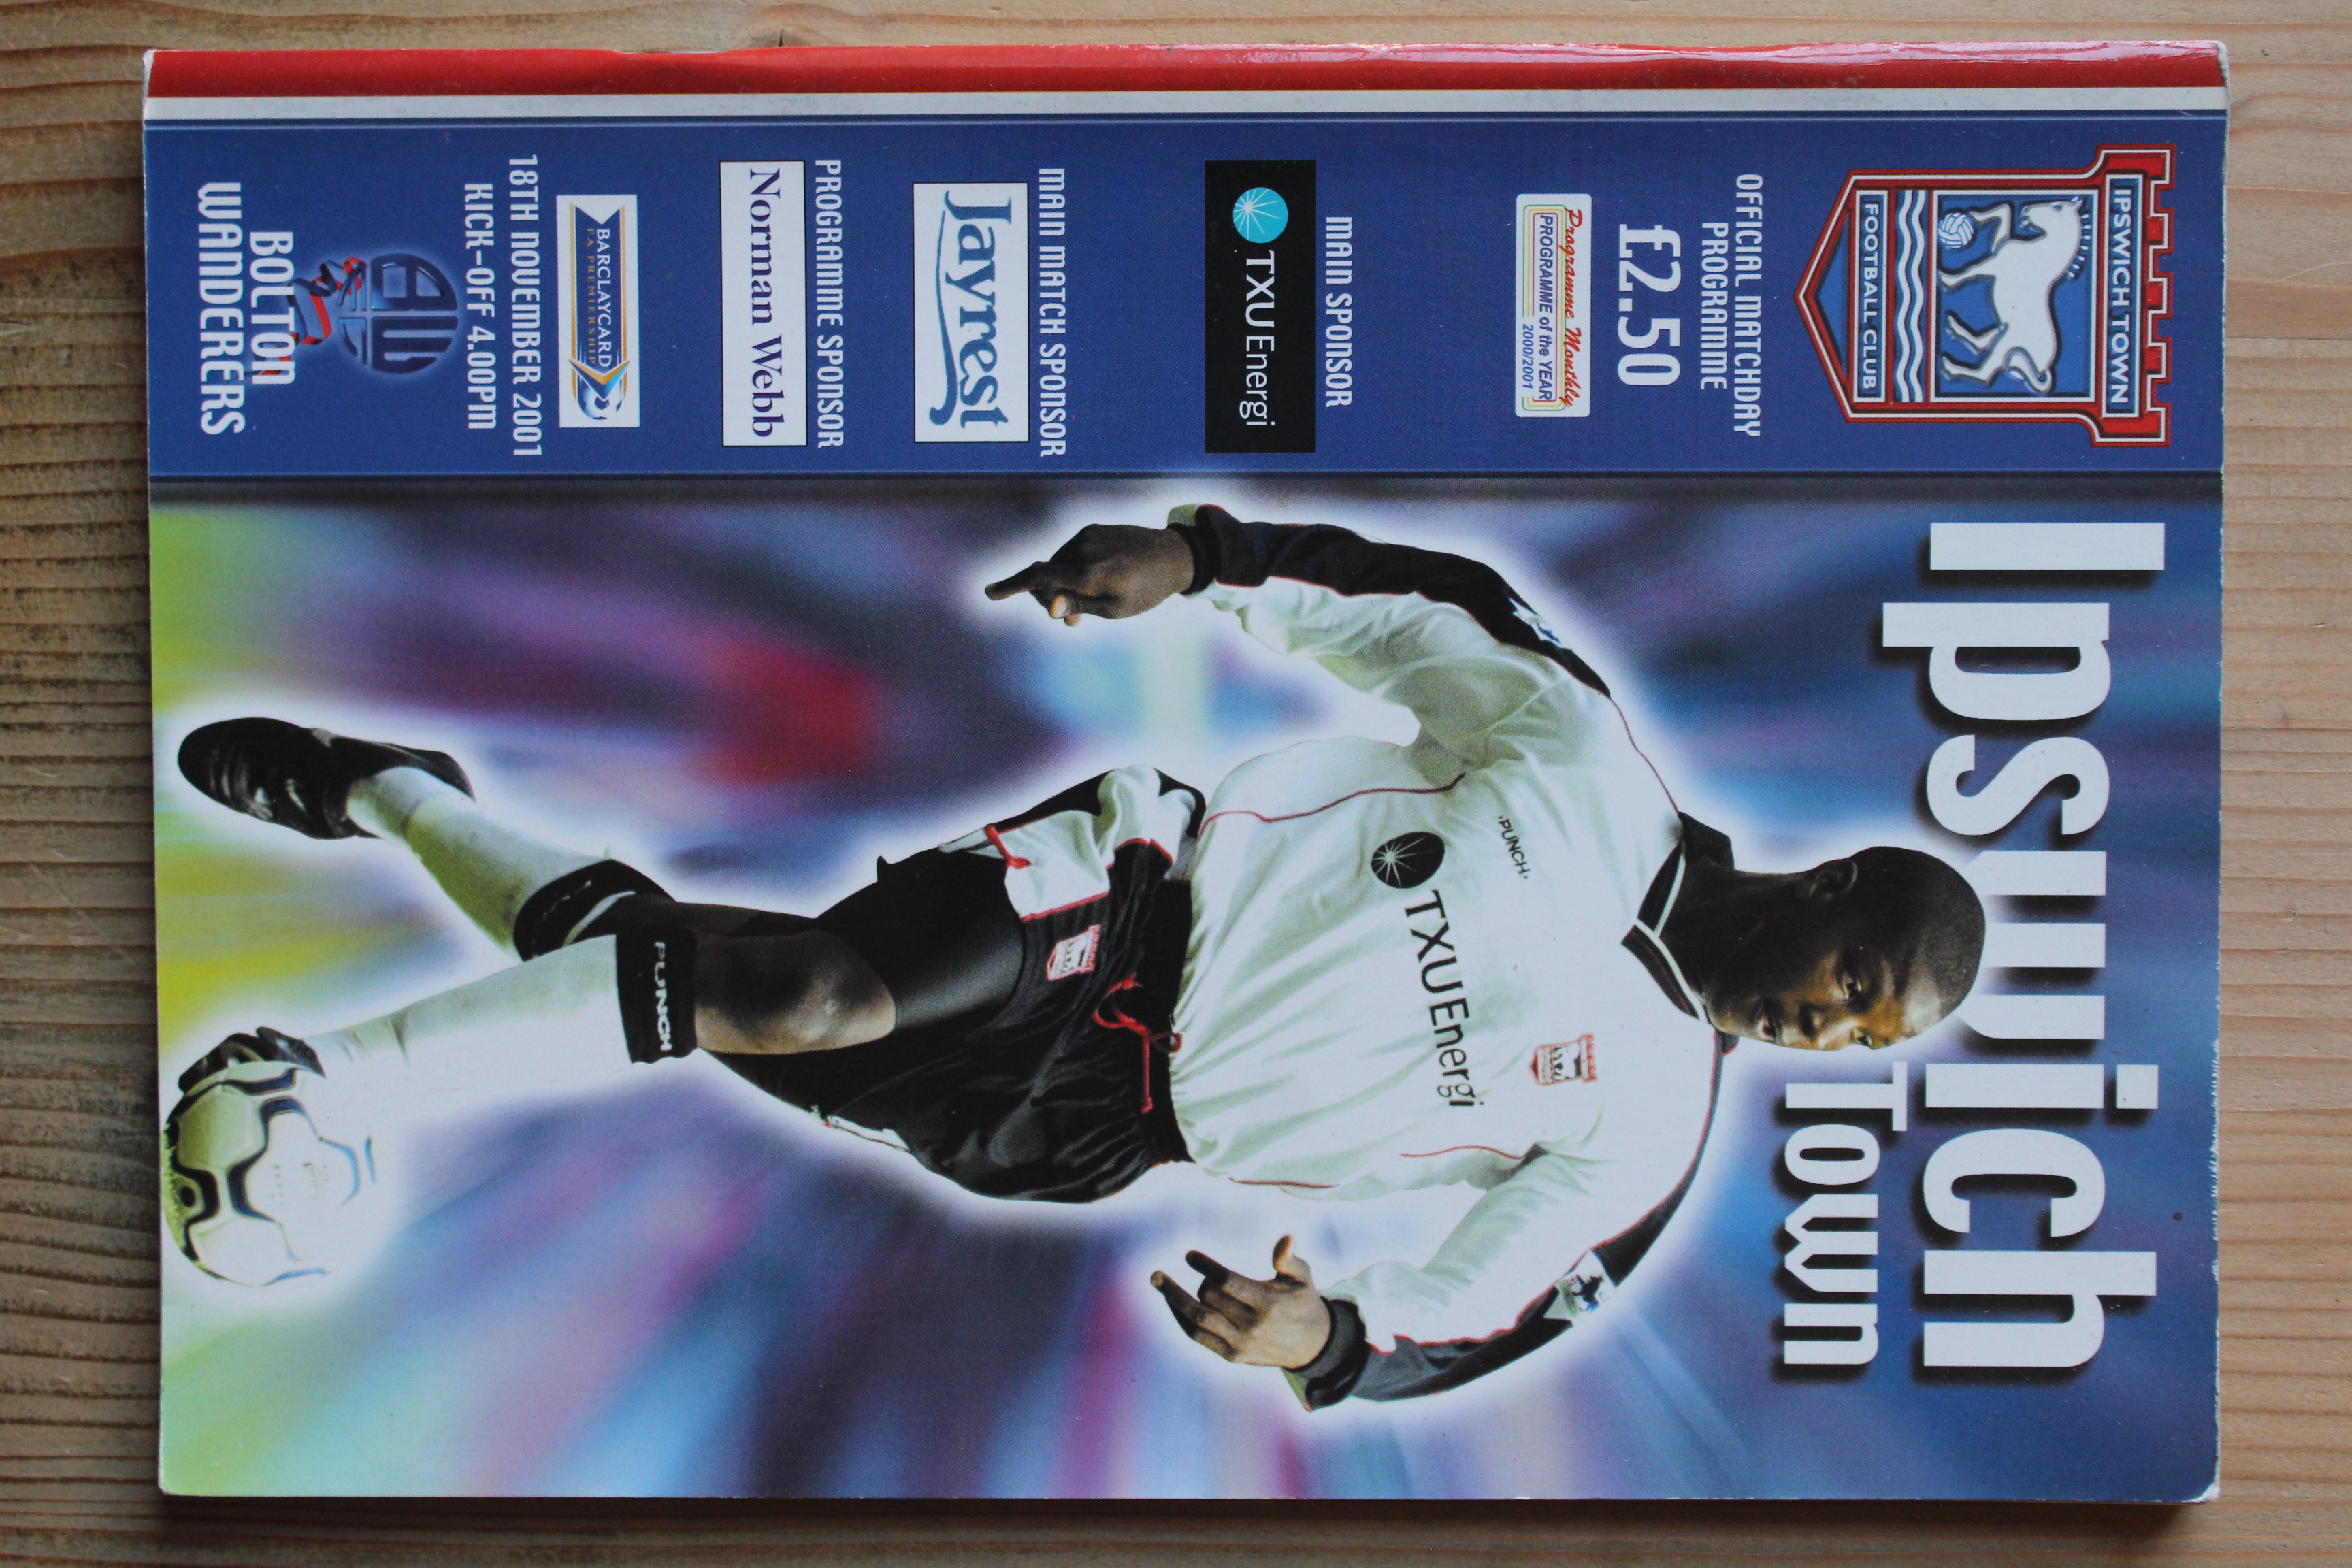 IPSWICH TOWN
FOOTBALL CLUB
OFFICIAL MATCHDAY
PROGRAMME
£2.50
Programme Monthly
PROGRAMME of the YEAR
2000/2001
MAIN SPONSOR
TXU Energi
MAIN MATCH SPONSOR
Jayrest
PROGRAMME SPONSOR
Norman Webb
BARCLAYCARD
FA PREMIERSHIP
18TH NOVEMBER 2001
KICK-OFF 4.00PM
BW
BOLTON
WANDERERS
Ipswich
Town
PUNCH
TXU Energi
PUNCH